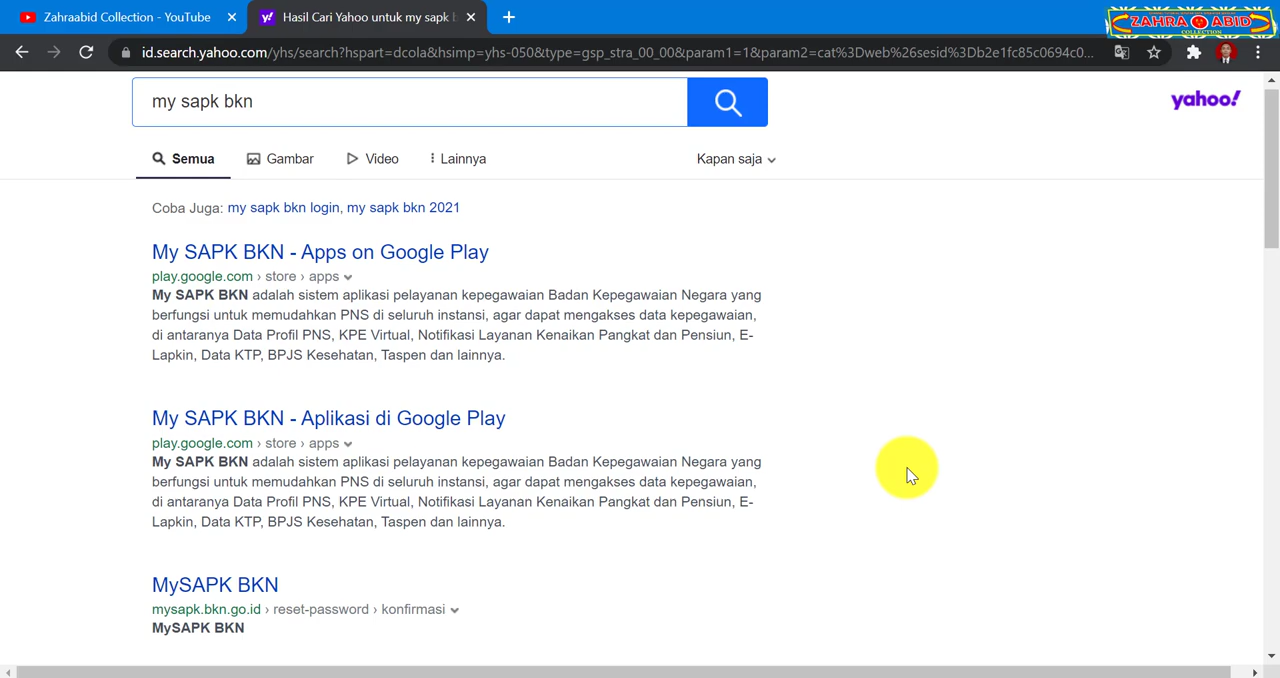 Zahraabid Collection - YouTube
Hasil Cari Yahoo untuk my sapk b
ZAHRA ABID
COLLECTION
id.search.yahoo.com/yhs/search?hspart=dcola&hsimp=yhs-050&type=gsp_stra_00_00&param1=1&param2=cat%3Dweb%26sesid%3Db2e1fc85c0694c0...
my sapk bkn
yahoo!
Semua Gambar Video Lainnya Kapan saja
Coba Juga: my sapk bkn login, my sapk bkn 2021
My SAPK BKN - Apps on Google Play
play.google.com › store › apps
My SAPK BKN adalah sistem aplikasi pelayanan kepegawaian Badan Kepegawaian Negara yang
berfungsi untuk memudahkan PNS di seluruh instansi, agar dapat mengakses data kepegawaian,
di antaranya Data Profil PNS, KPE Virtual, Notifikasi Layanan Kenaikan Pangkat dan Pensiun, E-
Lapkin, Data KTP, BPJS Kesehatan, Taspen dan lainnya.
My SAPK BKN - Aplikasi di Google Play
play.google.com › store › apps
My SAPK BKN adalah sistem aplikasi pelayanan kepegawaian Badan Kepegawaian Negara yang
berfungsi untuk memudahkan PNS di seluruh instansi, agar dapat mengakses data kepegawaian,
di antaranya Data Profil PNS, KPE Virtual, Notifikasi Layanan Kenaikan Pangkat dan Pensiun, E-
Lapkin, Data KTP, BPJS Kesehatan, Taspen dan lainnya.
MySAPK BKN
mysapk.bkn.go.id › reset-password › konfirmasi
MySAPK BKN